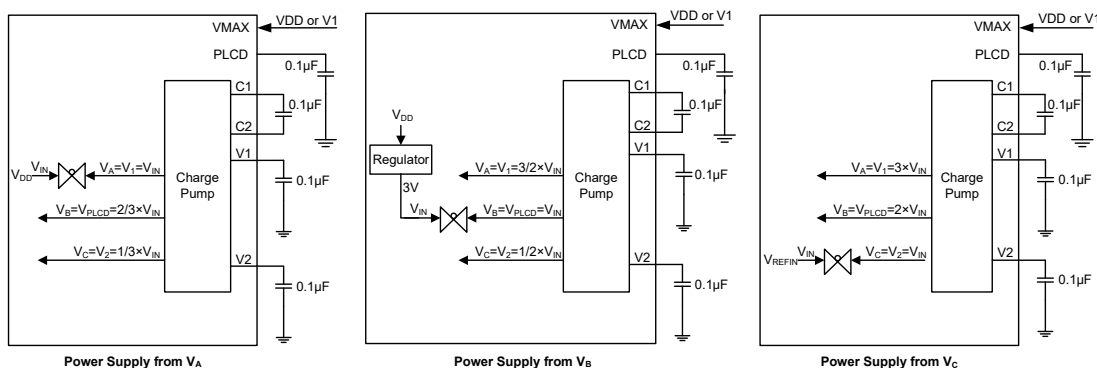 VMAX
VDD or V1
PLCD
0.1μF
C1
0.1μF
C2
V1
VDD
VIN
VA=V1=VIN
Charge
Pump
0.1μF
VB=VPLCD=2/3×VIN
VC=V2=1/3×VIN
V2
0.1μF
Power Supply from VA
VMAX
VDD or V1
PLCD
0.1μF
C1
0.1μF
C2
VDD
Regulator
3V
V1
VA=V1=3/2×VIN
Charge
Pump
0.1μF
VIN
VB=VPLCD=VIN
VC=V2=1/2×VIN
V2
0.1μF
Power Supply from VB
VMAX
VDD or V1
PLCD
0.1μF
C1
0.1μF
C2
V1
VA=V1=3×VIN
Charge
Pump
0.1μF
VB=VPLCD=2×VIN
VREFIN
VIN
VC=V2=VIN
V2
0.1μF
Power Supply from VC